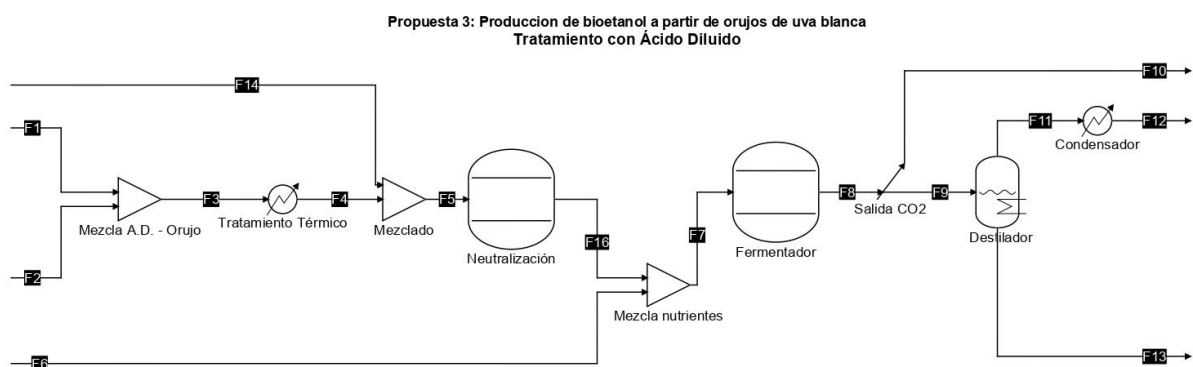 Propuesta 3: Produccion de bioetanol a partir de orujos de uva blanca
Tratamiento con Ácido Diluido
F14
F10
F1
F11
F12
Condensador
F3
F4
F5
F8
F9
Mezcla A.D. - Orujo
Tratamiento Térmico
Mezclado
Neutralización
F16
F7
Fermentador
Salida CO2
Destilador
F2
Mezcla nutrientes
F6
F13